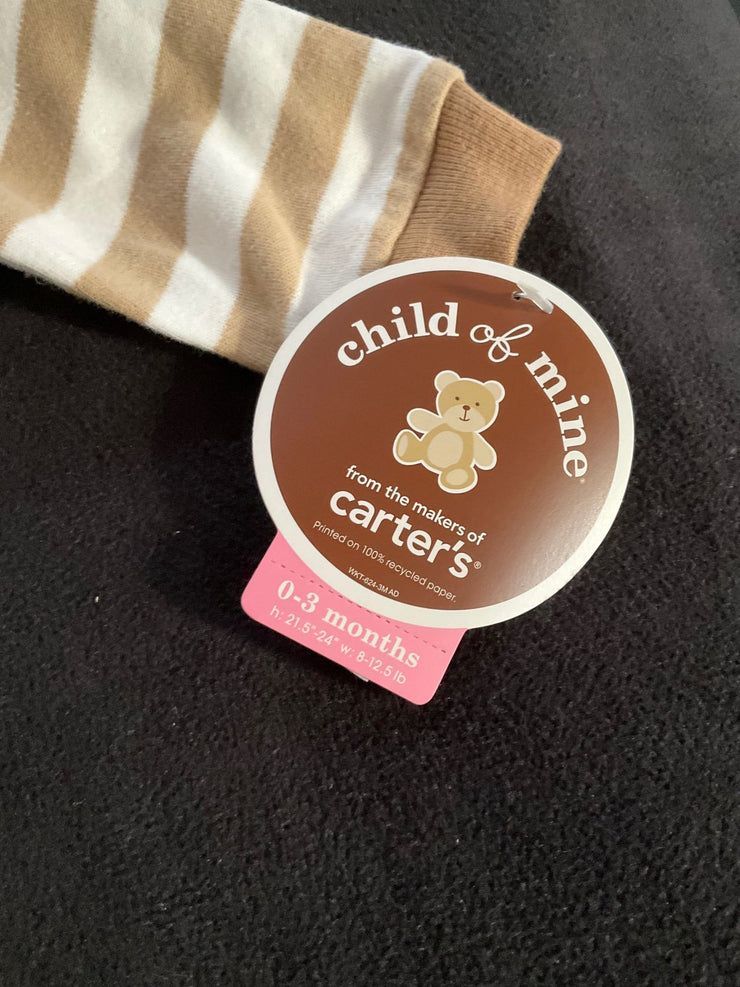 child of mine®
from the makers of
carter's®
Printed on 100% recycled paper.
WKT-624-3M AD
0-3 months
h: 21.5"-24" w: 8-12.5 lb